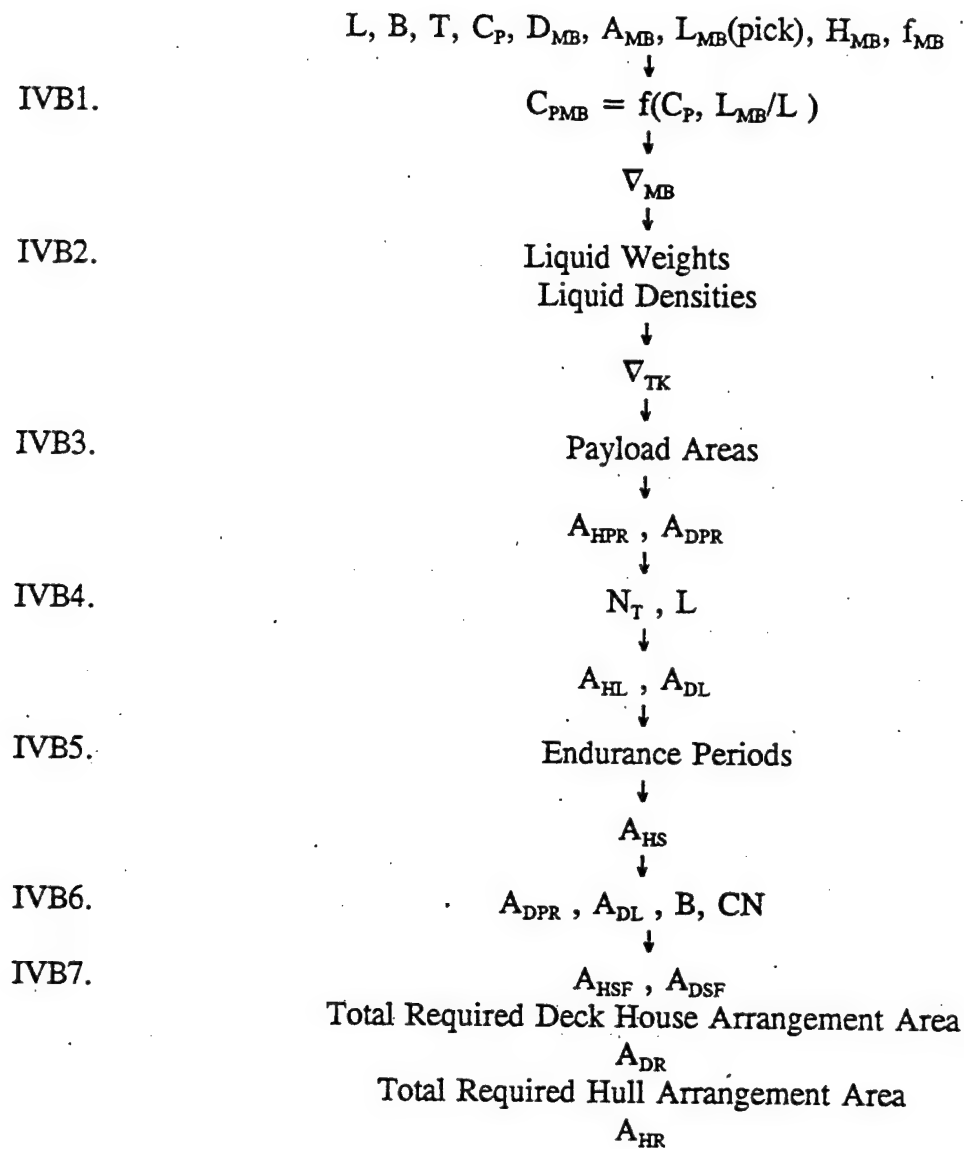 L, B, T, C_P, D_MB, A_MB, L_MB(pick), H_MB, f_MB
↓
IVB1. C_PMB = f(C_P, L_MB/L )
↓
∇_MB
↓
IVB2. Liquid Weights
Liquid Densities
↓
∇_TK
↓
IVB3. Payload Areas
↓
A_HPR , A_DPR
↓
IVB4. N_T , L
↓
A_HL , A_DL
↓
IVB5. Endurance Periods
↓
A_HS
↓
IVB6. A_DPR , A_DL , B, CN
↓
IVB7. A_HSF , A_DSF
Total Required Deck House Arrangement Area
A_DR
Total Required Hull Arrangement Area
A_HR